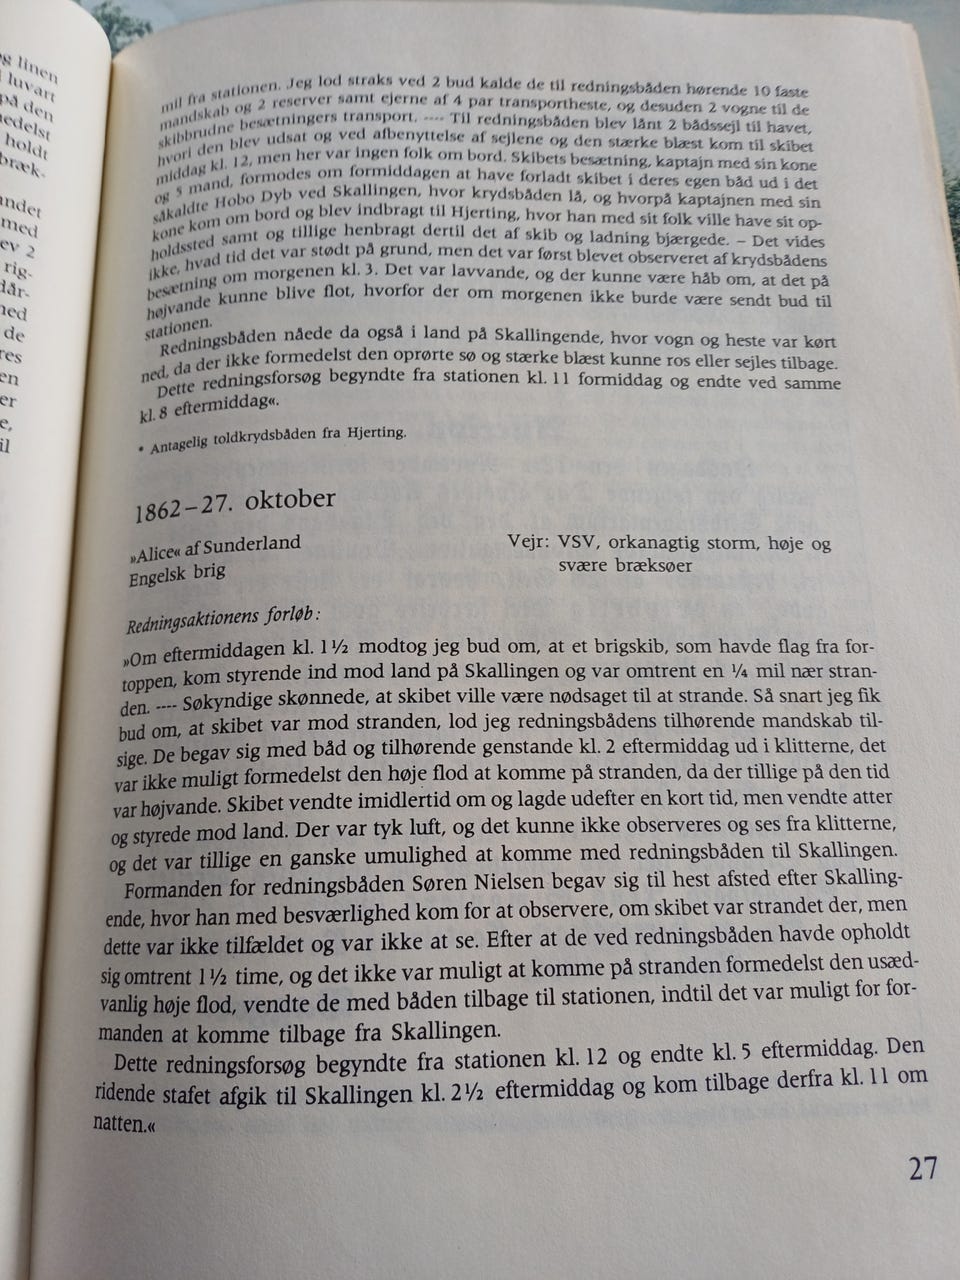 g linen
luvart
på den
edelst
holdt
bræk-
ndet
med
ev 2
rig-
dår-
ned
de
res
en
er
e,
il
mil fra stationen. Jeg lod straks ved 2 bud kalde de til redningsbåden hørende 10 faste
mandskab og 2 reserver samt ejerne af 4 par transportheste, og desuden 2 vogne til de
skibbrudne besætningers transport. ---- Til redningsbåden blev lånt 2 bådssejl til havet,
hvori den blev udsat og ved afbenyttelse af sejlene og den stærke blæst kom til skibet
middag kl. 12, men her var ingen folk om bord. Skibets besætning, kaptajn med sin kone
og 5 mand, formodes om formiddagen at have forladt skibet i deres egen båd ud i det
såkaldte Hobo Dyb ved Skallingen, hvor krydsbåden lå, og hvorpå kaptajnen med sin
kone kom om bord og blev indbragt til Hjerting, hvor han med sit folk ville have sit op-
holdssted samt og tillige henbragt dertil det af skib og ladning bjærgede. – Det vides
ikke, hvad tid det var stødt på grund, men det var først blevet observeret af krydsbådens
besætning om morgenen kl. 3. Det var lavvande, og der kunne være håb om, at det på
højvande kunne blive flot, hvorfor der om morgenen ikke burde være sendt bud til
stationen.
Redningsbåden nåede da også i land på Skallingende, hvor vogn og heste var kørt
ned, da der ikke formedelst den oprørte sø og stærke blæst kunne ros eller sejles tilbage.
Dette redningsforsøg begyndte fra stationen kl. 11 formiddag og endte ved samme
kl. 8 eftermiddag«.
* Antagelig toldkrydsbåden fra Hjerting.
1862–27. oktober
»Alice« af Sunderland
Engelsk brig
Vejr: VSV, orkanagtig storm, høje og
svære bræksøer
Redningsaktionens forløb:
»Om eftermiddagen kl. 1½ modtog jeg bud om, at et brigskib, som havde flag fra for-
toppen, kom styrende ind mod land på Skallingen og var omtrent en ¼ mil nær stran-
den. ---- Søkyndige skønnede, at skibet ville være nødsaget til at strande. Så snart jeg fik
bud om, at skibet var mod stranden, lod jeg redningsbådens tilhørende mandskab til-
sige. De begav sig med båd og tilhørende genstande kl. 2 eftermiddag ud i klitterne, det
var ikke muligt formedelst den høje flod at komme på stranden, da der tillige på den tid
var højvande. Skibet vendte imidlertid om og lagde udefter en kort tid, men vendte atter
og styrede mod land. Der var tyk luft, og det kunne ikke observeres og ses fra klitterne,
og det var tillige en ganske umulighed at komme med redningsbåden til Skallingen.
Formanden for redningsbåden Søren Nielsen begav sig til hest afsted efter Skalling-
ende, hvor han med besværlighed kom for at observere, om skibet var strandet der, men
dette var ikke tilfældet og var ikke at se. Efter at de ved redningsbåden havde opholdt
sig omtrent 1½ time, og det ikke var muligt at komme på stranden formedelst den usæd-
vanlig høje flod, vendte de med båden tilbage til stationen, indtil det var muligt for for-
manden at komme tilbage fra Skallingen.
Dette redningsforsøg begyndte fra stationen kl. 12 og endte kl. 5 eftermiddag. Den
ridende stafet afgik til Skallingen kl. 2½ eftermiddag og kom tilbage derfra kl. 11 om
natten.«
27